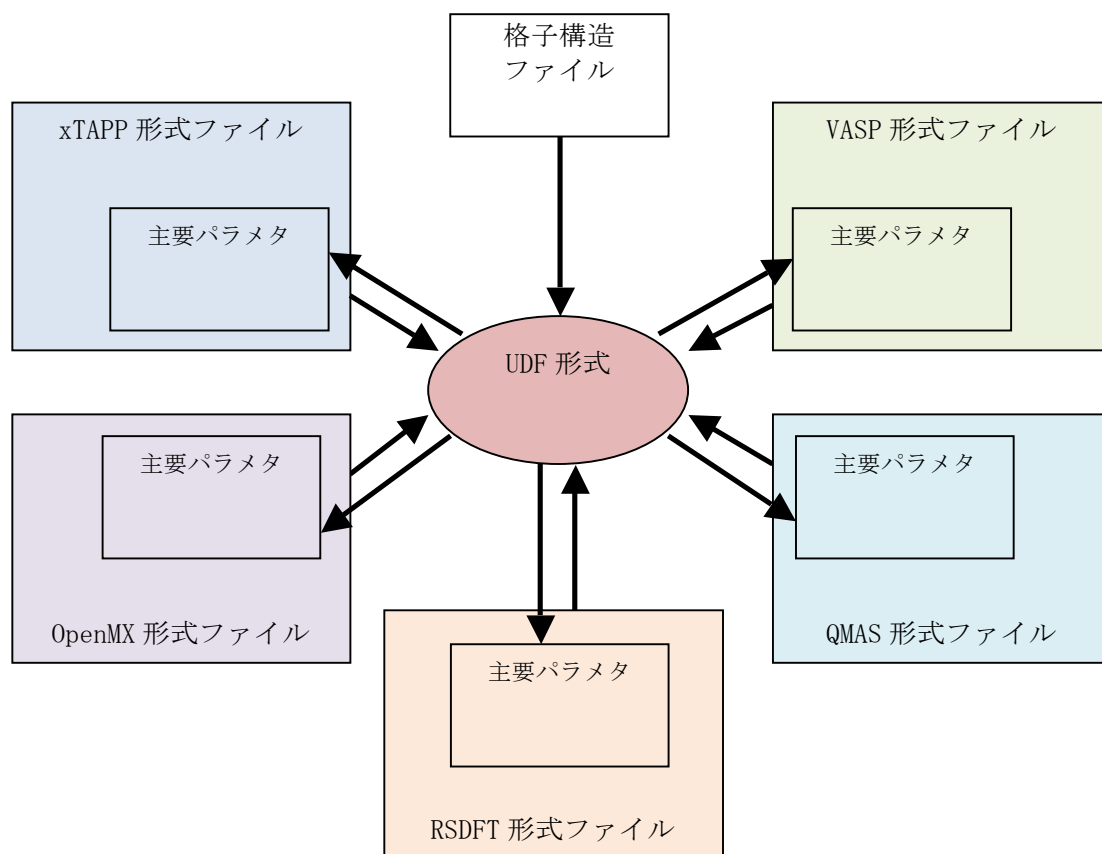 格子構造
ファイル
xTAPP 形式ファイル
VASP 形式ファイル
主要パラメタ
主要パラメタ
UDF 形式
主要パラメタ
主要パラメタ
OpenMX 形式ファイル
QMAS 形式ファイル
主要パラメタ
RSDFT 形式ファイル